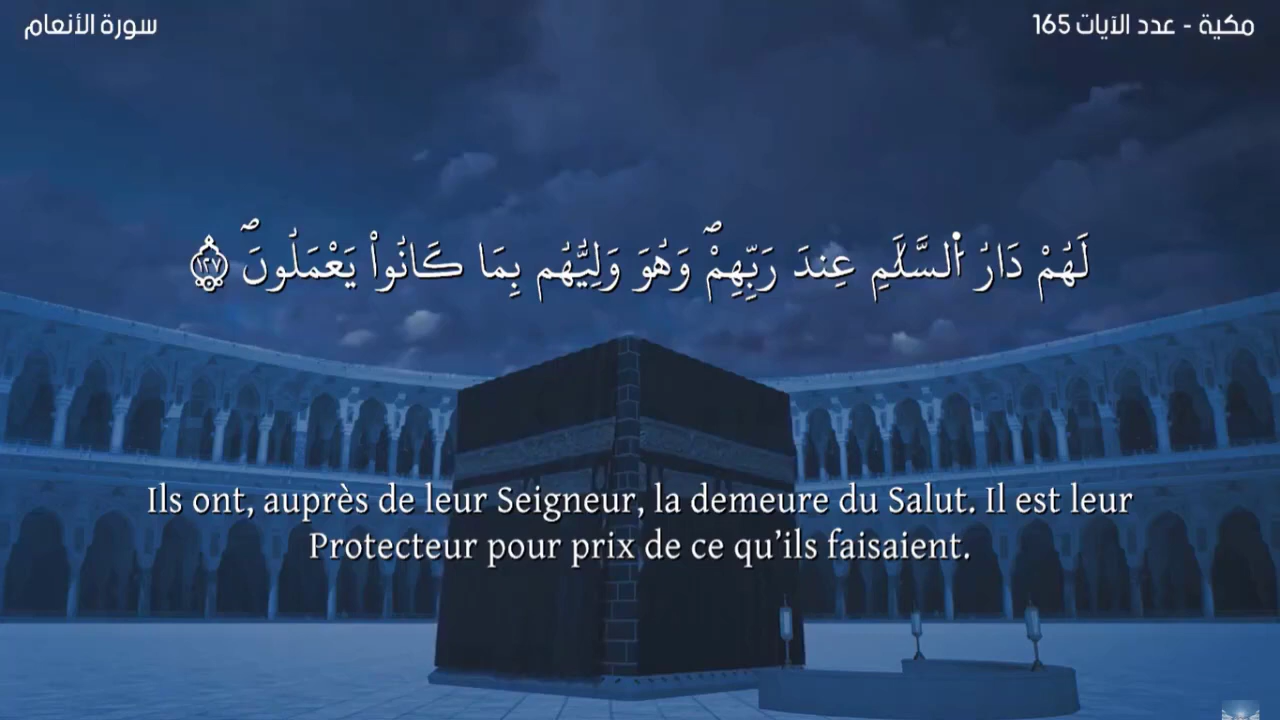 مكية - عدد الآيات 165
سورة الأنعام
لَهُمْ دَارُ اُ۬لسَّلَٰمِ عِندَ رَبِّهِمْۖ وَهُوَ وَلِيُّهُم بِمَا كَانُواْ يَعْمَلُونَۖ ١٢٧
Ils ont, auprès de leur Seigneur, la demeure du Salut. Il est leur
Protecteur pour prix de ce qu’ils faisaient.